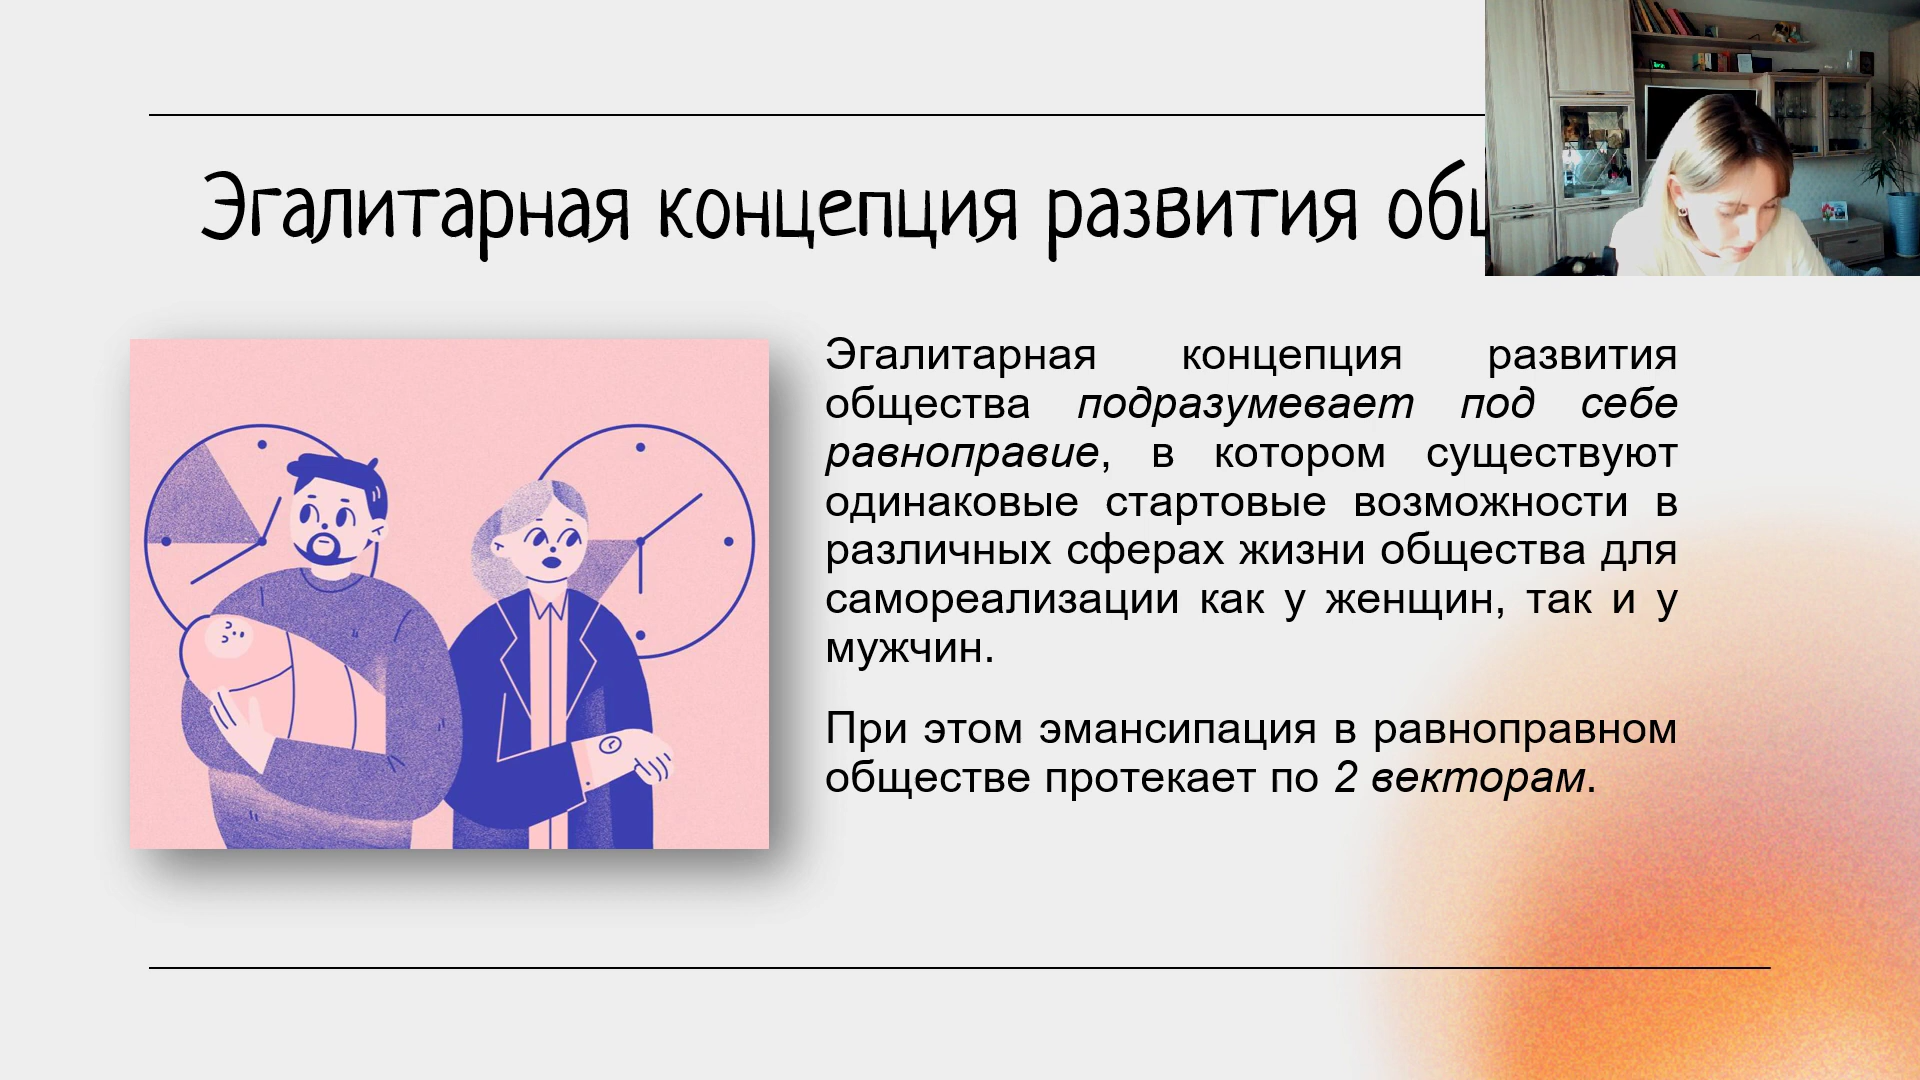 Эгалитарная концепция развития
Эгалитарная концепция развития
общества подразумевает под себе
равноправие, в котором существуют
одинаковые стартовые возможности в
различных сферах жизни общества для
самореализации как у женщин, так и у
мужчин.
При этом эмансипация в равноправном
обществе протекает по 2 векторам.